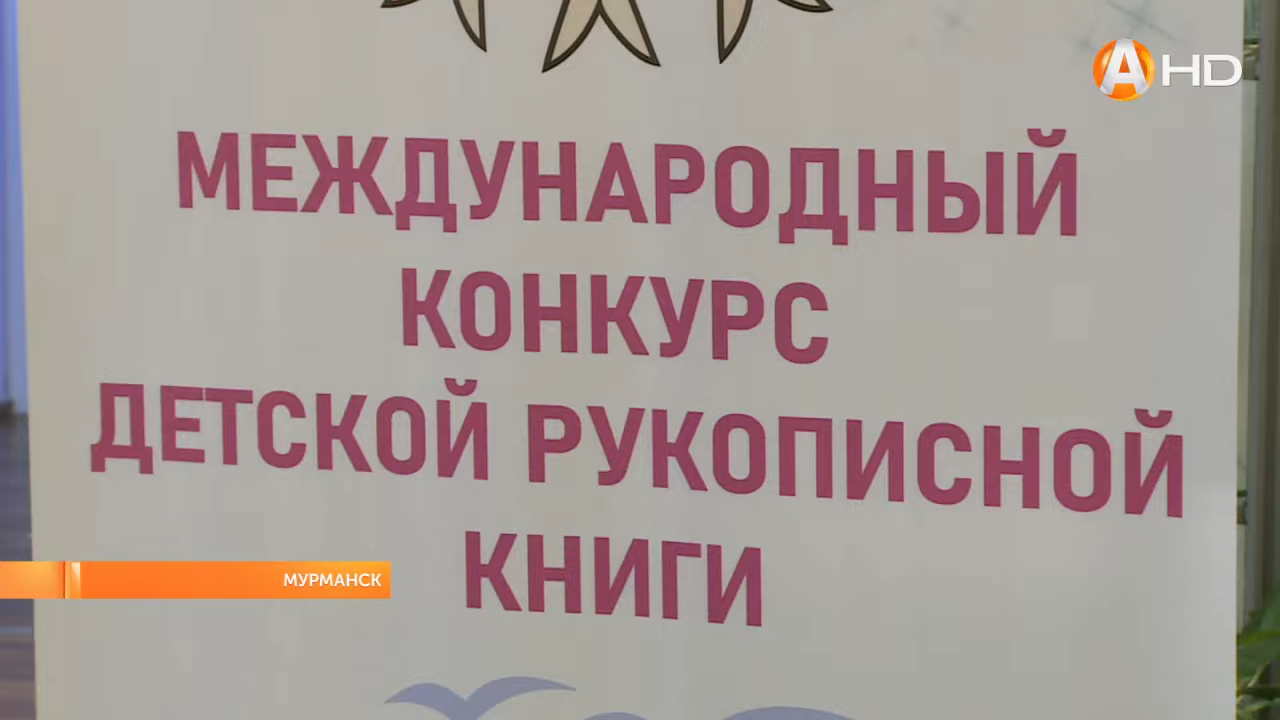 А HD
МЕЖДУНАРОДНЫЙ
КОНКУРС
ДЕТСКОЙ РУКОПИСНОЙ
КНИГИ
МУРМАНСК